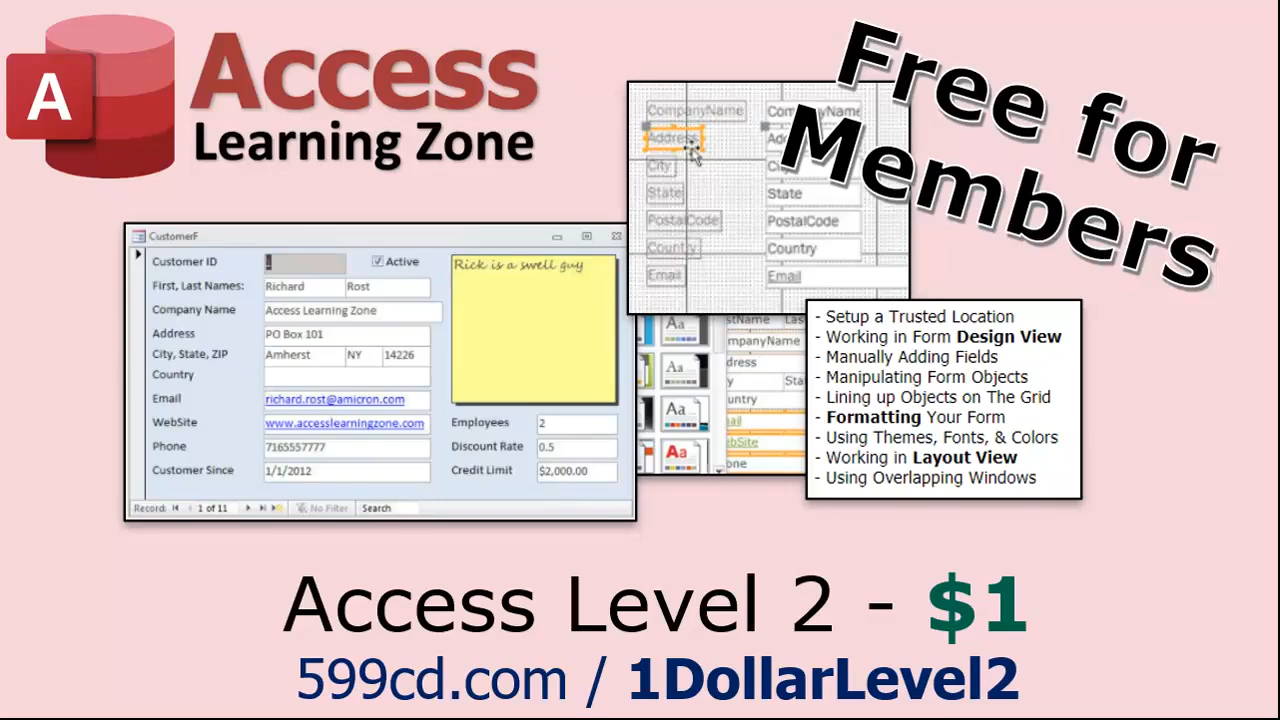 A
Access
Learning Zone
Free for
Members
CompanyName CompanyName
Address
City
State State
PostalCode PostalCode
Country Country
Email Email
CustomerF
Customer ID Active
First, Last Names: Richard Rost
Company Name Access Learning Zone
Address PO Box 101
City, State, ZIP Amherst NY 14226
Country
Email richard.rost@amicron.com
WebSite www.accesslearningzone.com
Phone 7165557777
Customer Since 1/1/2012
Rick is a swell guy
Employees 2
Discount Rate 0.5
Credit Limit $2,000.00
Record: 1 of 11 No Filter Search
Aa
Aa
Aa
Aa
- Setup a Trusted Location
- Working in Form Design View
- Manually Adding Fields
- Manipulating Form Objects
- Lining up Objects on The Grid
- Formatting Your Form
- Using Themes, Fonts, & Colors
- Working in Layout View
- Using Overlapping Windows
Access Level 2 - $1
599cd.com / 1DollarLevel2